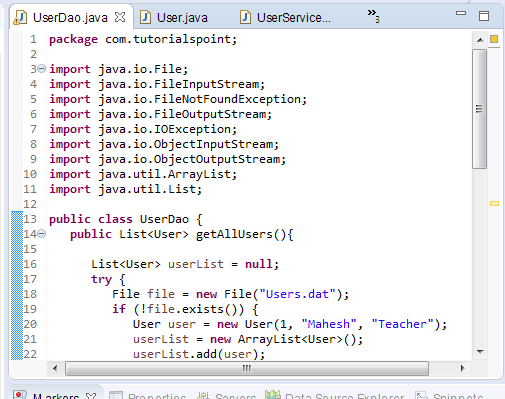 UserDao.java User.java UserService... »3
1 package com.tutorialspoint;
2
3 import java.io.File;
4 import java.io.FileInputStream;
5 import java.io.FileNotFoundException;
6 import java.io.FileOutputStream;
7 import java.io.IOException;
8 import java.io.ObjectInputStream;
9 import java.io.ObjectOutputStream;
10 import java.util.ArrayList;
11 import java.util.List;
12
13 public class UserDao {
14 public List<User> getAllUsers(){
15
16 List<User> userList = null;
17 try {
18 File file = new File("Users.dat");
19 if (!file.exists()) {
20 User user = new User(1, "Mahesh", "Teacher");
21 userList = new ArrayList<User>();
22 userList.add(user);
Markers Properties Servers Data Source Explorer Snippets